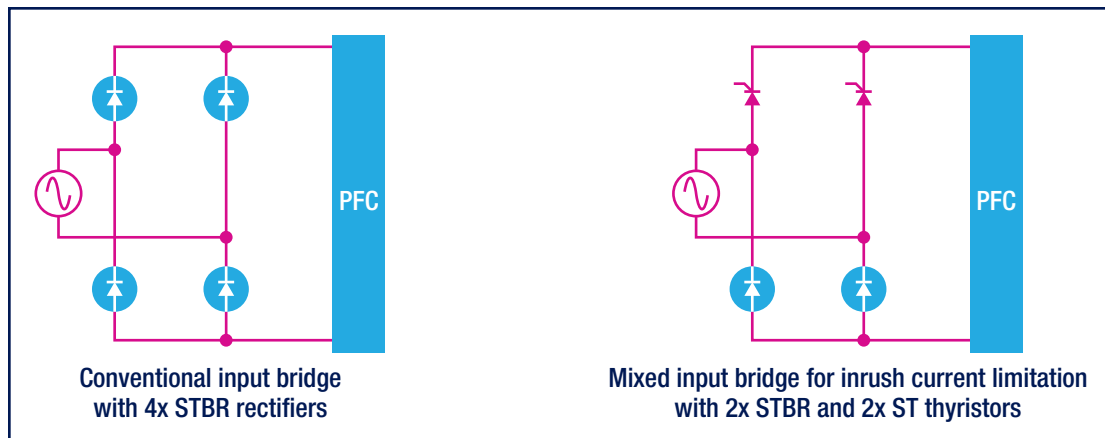 PFC
Conventional input bridge
with 4x STBR rectifiers
PFC
Mixed input bridge for inrush current limitation
with 2x STBR and 2x ST thyristors